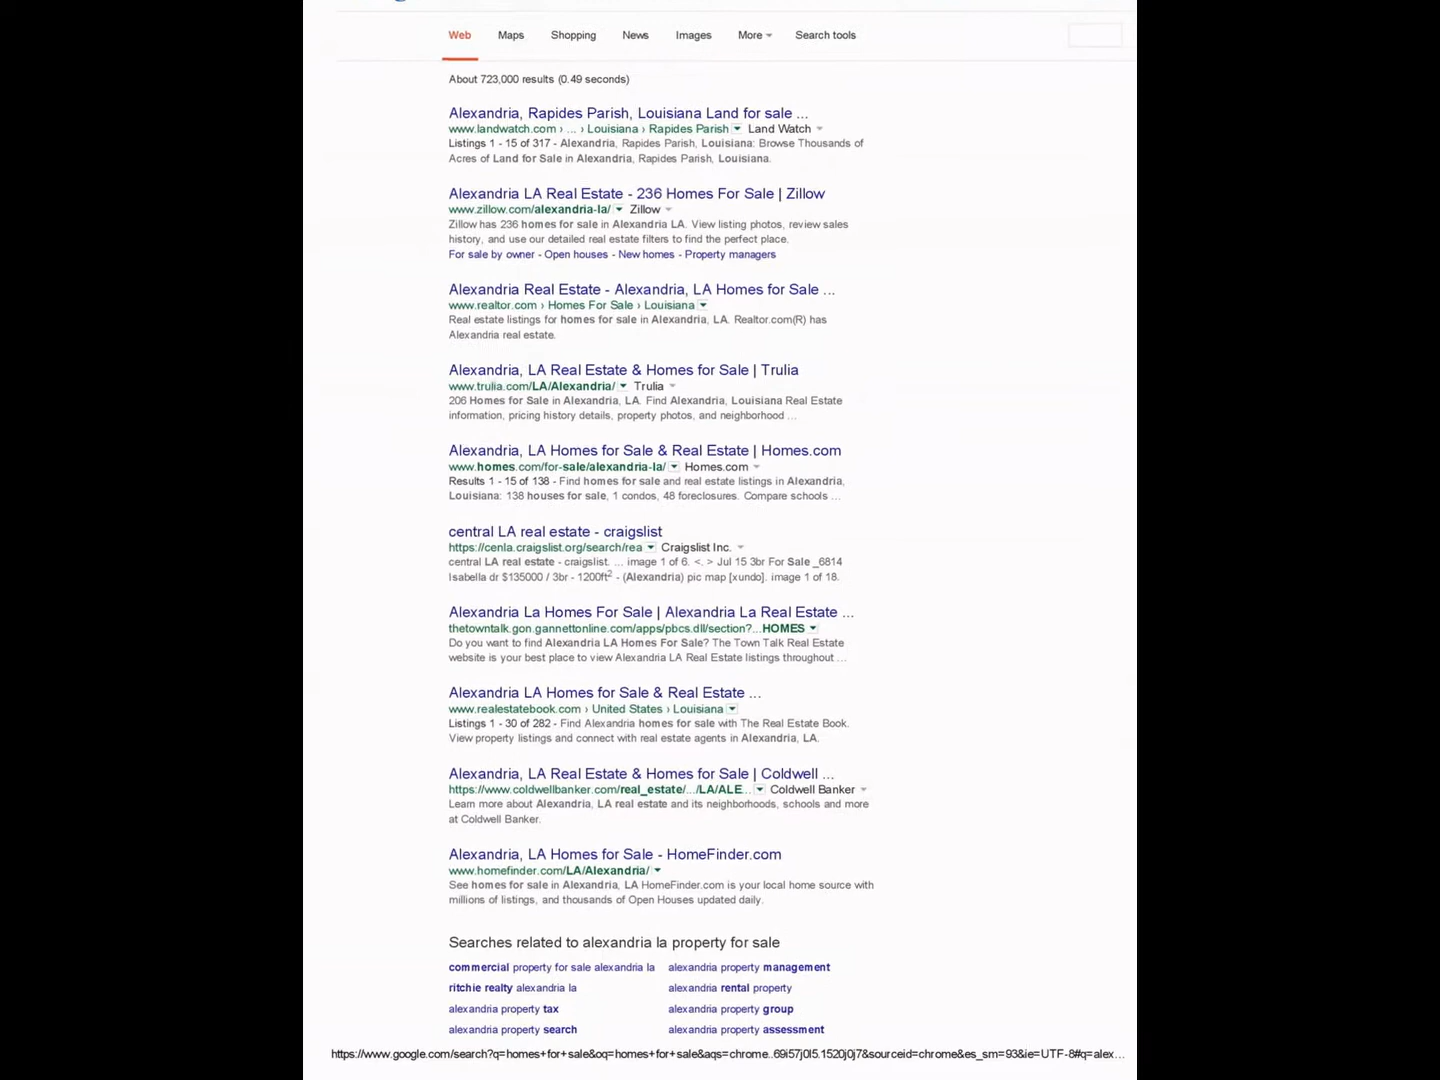 Web Maps Shopping News Images More Search tools
About 723,000 results (0.49 seconds)
Alexandria, Rapides Parish, Louisiana Land for sale ...
www.landwatch.com › ... › Louisiana › Rapides Parish Land Watch
Listings 1 - 15 of 317 - Alexandria, Rapides Parish, Louisiana: Browse Thousands of
Acres of Land for Sale in Alexandria, Rapides Parish, Louisiana.
Alexandria LA Real Estate - 236 Homes For Sale | Zillow
www.zillow.com/alexandria-la/ Zillow
Zillow has 236 homes for sale in Alexandria LA. View listing photos, review sales
history, and use our detailed real estate filters to find the perfect place.
For sale by owner - Open houses - New homes - Property managers
Alexandria Real Estate - Alexandria, LA Homes for Sale ...
www.realtor.com › Homes For Sale › Louisiana
Real estate listings for homes for sale in Alexandria, LA. Realtor.com(R) has
Alexandria real estate.
Alexandria, LA Real Estate & Homes for Sale | Trulia
www.trulia.com/LA/Alexandria/ Trulia
206 Homes for Sale in Alexandria, LA. Find Alexandria, Louisiana Real Estate
information, pricing history details, property photos, and neighborhood ...
Alexandria, LA Homes for Sale & Real Estate | Homes.com
www.homes.com/for-sale/alexandria-la/ Homes.com
Results 1 - 15 of 138 - Find homes for sale and real estate listings in Alexandria,
Louisiana: 138 houses for sale, 1 condos, 48 foreclosures. Compare schools ...
central LA real estate - craigslist
https://cenla.craigslist.org/search/rea Craigslist Inc.
central LA real estate - craigslist. ... image 1 of 6. <. > Jul 15 3br For Sale _6814
Isabella dr $135000 / 3br - 1200ft² - (Alexandria) pic map [xundo]. image 1 of 18.
Alexandria La Homes For Sale | Alexandria La Real Estate ...
thetowntalk.gon.gannettonline.com/apps/pbcs.dll/section?...HOMES
Do you want to find Alexandria LA Homes For Sale? The Town Talk Real Estate
website is your best place to view Alexandria LA Real Estate listings throughout ...
Alexandria LA Homes for Sale & Real Estate ...
www.realestatebook.com › United States › Louisiana
Listings 1 - 30 of 282 - Find Alexandria homes for sale with The Real Estate Book.
View property listings and connect with real estate agents in Alexandria, LA.
Alexandria, LA Real Estate & Homes for Sale | Coldwell ...
https://www.coldwellbanker.com/real_estate/.../LA/ALE... Coldwell Banker
Learn more about Alexandria, LA real estate and its neighborhoods, schools and more
at Coldwell Banker.
Alexandria, LA Homes for Sale - HomeFinder.com
www.homefinder.com/LA/Alexandria/
See homes for sale in Alexandria, LA HomeFinder.com is your local home source with
millions of listings, and thousands of Open Houses updated daily.
Searches related to alexandria la property for sale
commercial property for sale alexandria la alexandria property management
ritchie realty alexandria la alexandria rental property
alexandria property tax alexandria property group
alexandria property search alexandria property assessment
https://www.google.com/search?q=homes+for+sale&oq=homes+for+sale&aqs=chrome..69i57j0l5.1520j0j7&sourceid=chrome&es_sm=93&ie=UTF-8#q=alex...